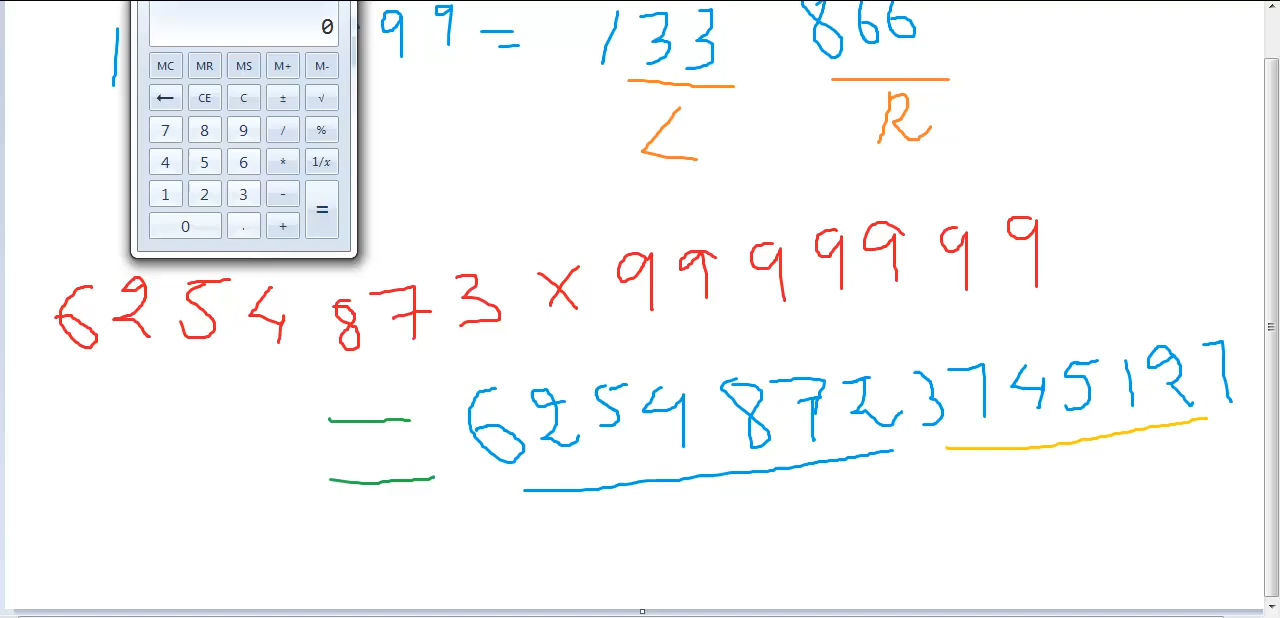 1 99 = 133 866
L R
0
MC MR MS M+ M-
← CE C ± √
7 8 9 / %
4 5 6 * 1/x
1 2 3 - =
0 . +
6254873 × 9999999
= 62548723745127